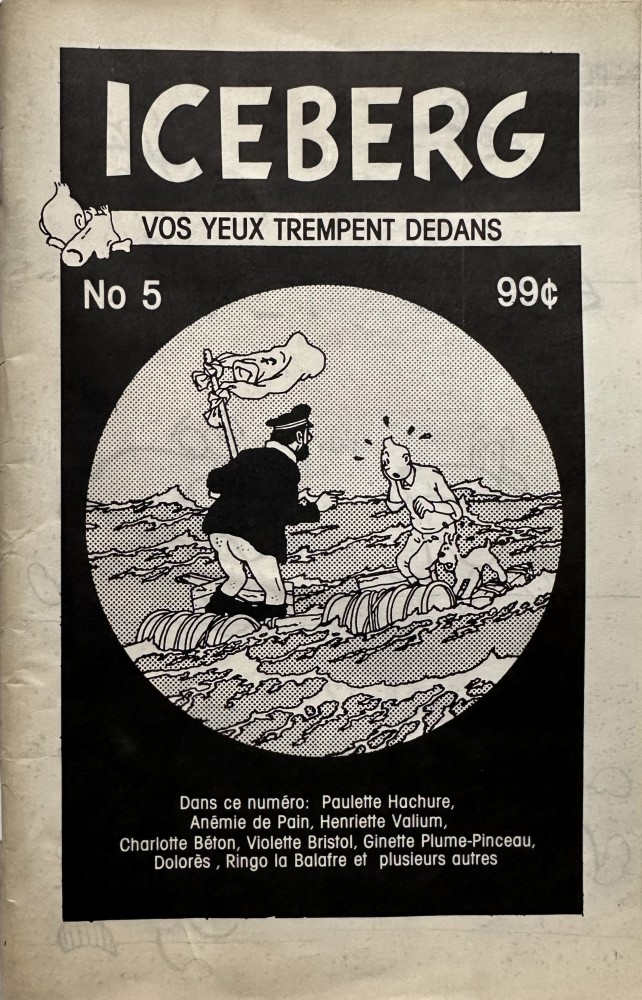 ICEBERG
VOS YEUX TREMPENT DEDANS
No 5
99¢
Dans ce numéro: Paulette Hachure,
Anémie de Pain, Henriette Valium,
Charlotte Béton, Violette Bristol, Ginette Plume-Pinceau,
Dolorès , Ringo la Balafre et plusieurs autres